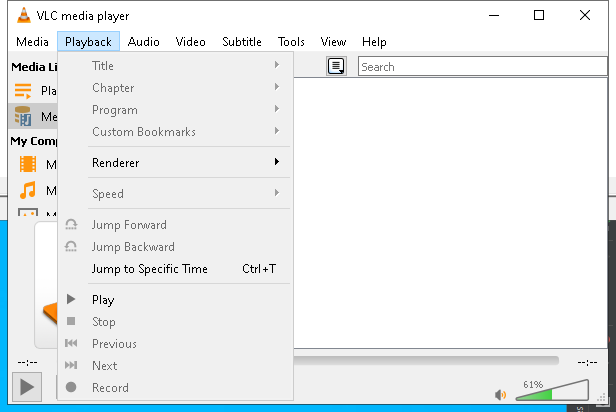 VLC media player
Media Playback Audio Video Subtitle Tools View Help
Media Li
Pla
Me
My Comp
M
M
M
Search
Title
Chapter
Program
Custom Bookmarks
Renderer
Speed
Jump Forward
Jump Backward
Jump to Specific Time Ctrl+T
Play
Stop
Previous
Next
Record
--:-- --:--
61%